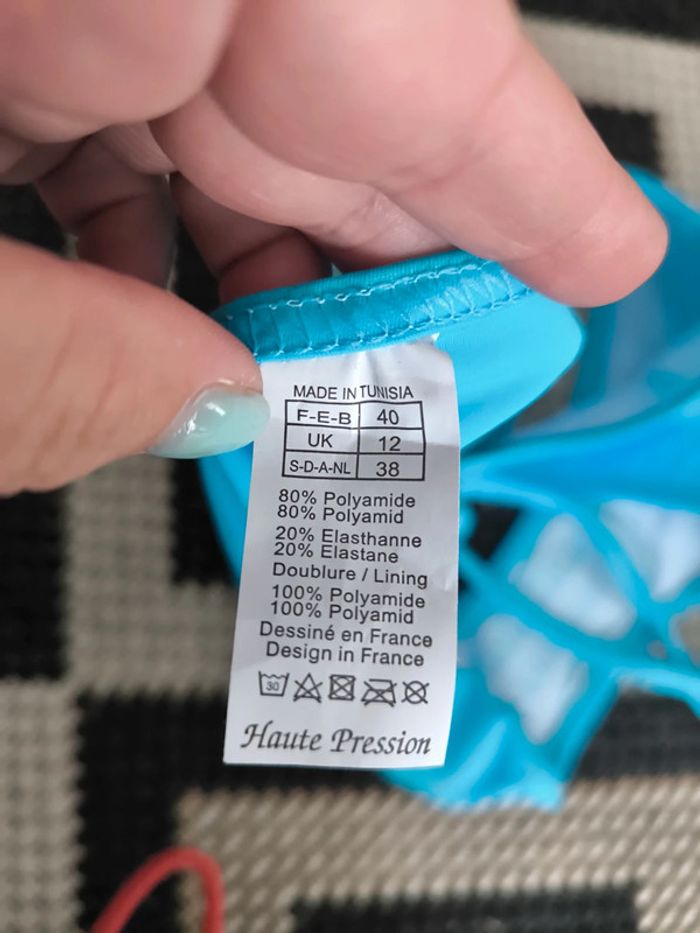 MADE IN TUNISIA
F-E-B 40
UK 12
S-D-A-NL 38
80% Polyamide
80% Polyamid
20% Elasthanne
20% Elastane
Doublure / Lining
100% Polyamide
100% Polyamid
Dessiné en France
Design in France
30
Haute Pression